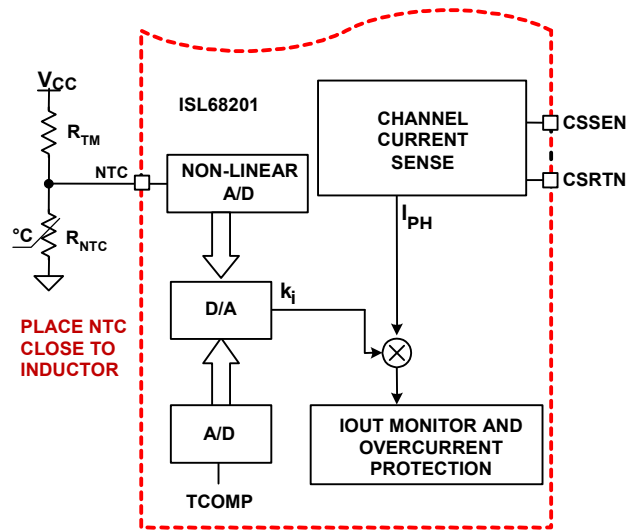 VCC
RTM
NTC
°C
RNTC
PLACE NTC
CLOSE TO
INDUCTOR
ISL68201
NON-LINEAR
A/D
D/A
ki
A/D
TCOMP
CHANNEL
CURRENT
SENSE
CSSEN
CSRTN
IPH
IOUT MONITOR AND
OVERCURRENT
PROTECTION